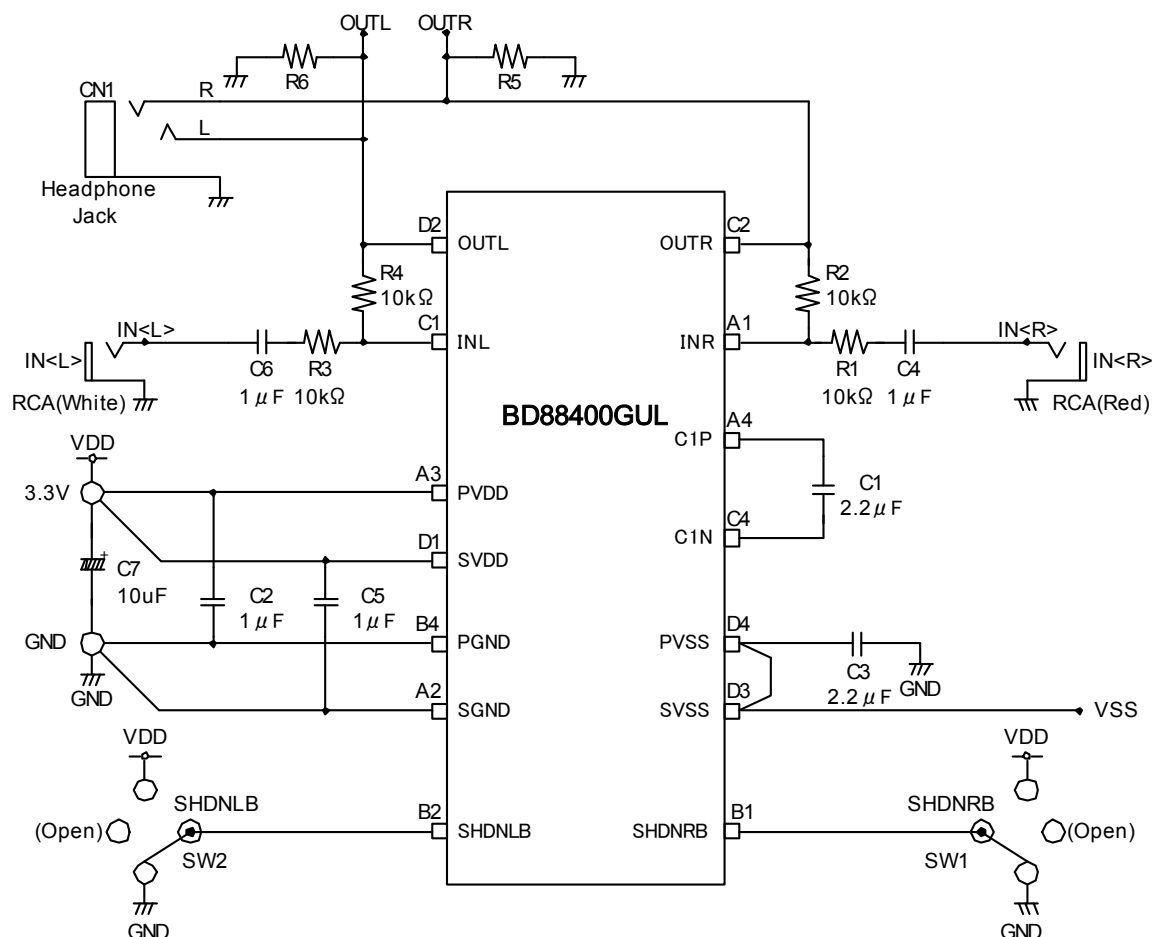 OUTL OUTR
R6 R5
CN1
R
L
Headphone
Jack
D2 OUTL
OUTR C2
R4
10kΩ
R2
10kΩ
IN<L>
C1 INL
INR A1
IN<R>
IN<L>
C6
1μF
R3
10kΩ
R1
10kΩ
C4
1μF
IN<R>
RCA(White)
RCA(Red)
BD88400GUL
VDD
3.3V
A3 PVDD
C1P A4
C1
2.2μF
C1N C4
D1 SVDD
+
C7
10uF
C2
1μF
C5
1μF
GND
GND
B4 PGND
PVSS D4
C3
2.2μF
GND
A2 SGND
SVSS D3
VSS
VDD
SHDNLB
(Open)
SW2
GND
B2 SHDNLB
SHDNRB B1
VDD
SHDNRB
(Open)
SW1
GND